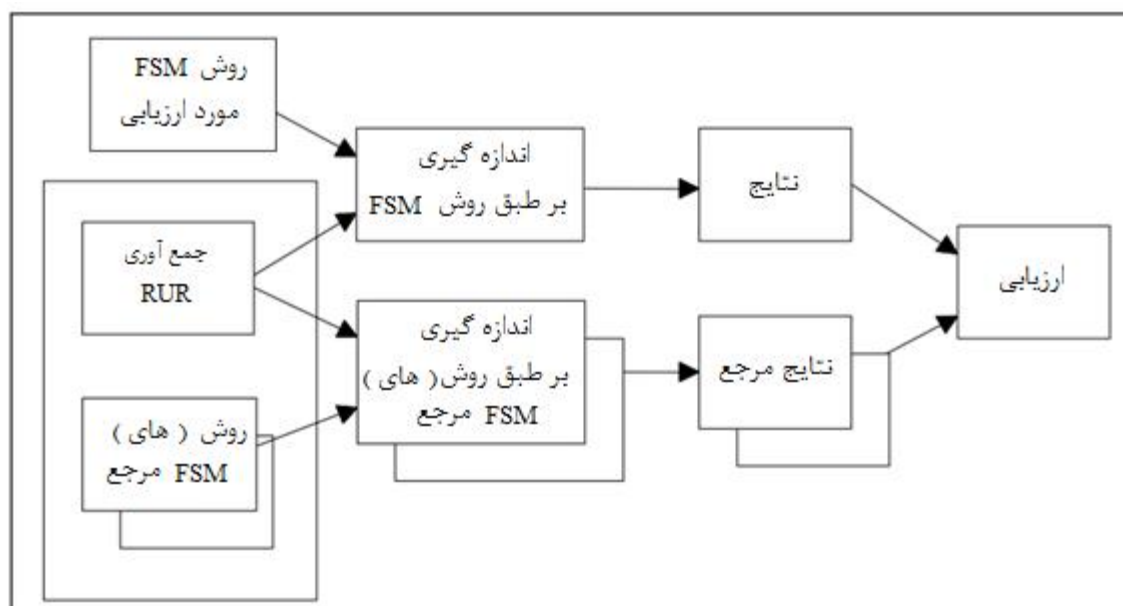 روش FSM
مورد ارزیابی
اندازه گیری
بر طبق روش FSM
نتایج
ارزیابی
جمع آوری
RUR
اندازه گیری
بر طبق روش( های )
FSM مرجع
نتایج مرجع
روش ( های )
FSM مرجع